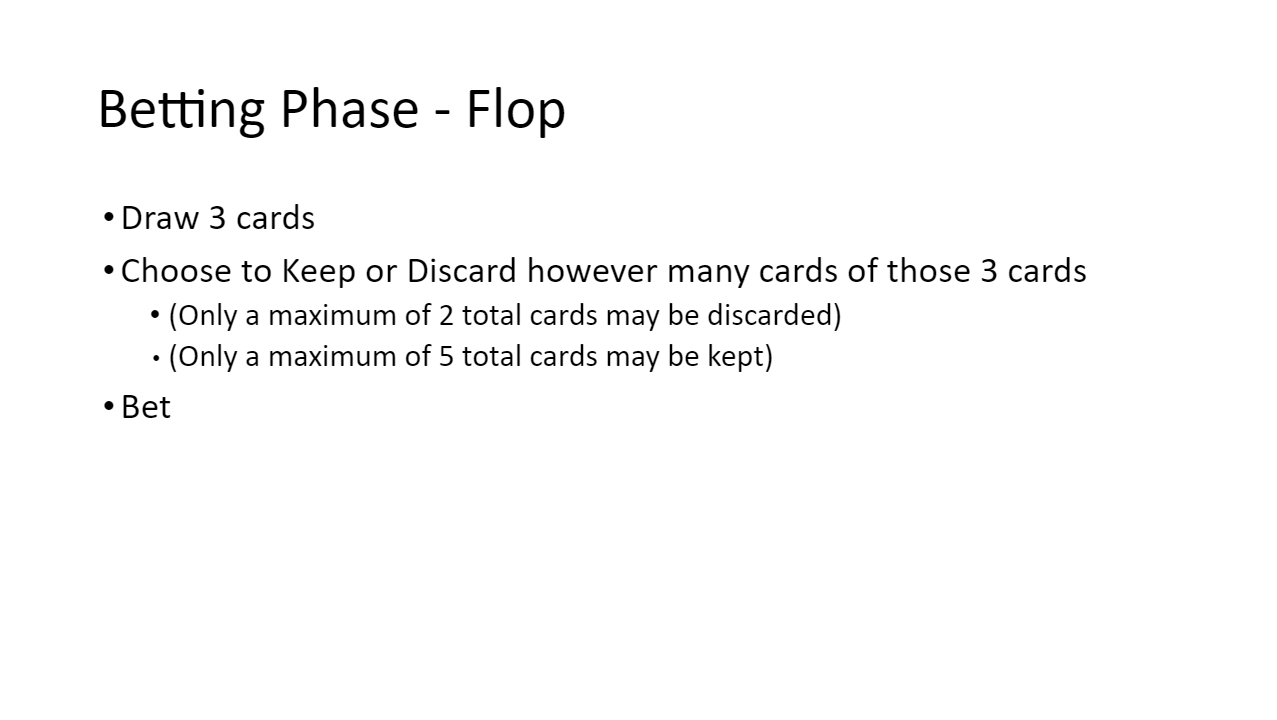 Betting Phase - Flop
• Draw 3 cards
• Choose to Keep or Discard however many cards of those 3 cards
• (Only a maximum of 2 total cards may be discarded)
• (Only a maximum of 5 total cards may be kept)
• Bet